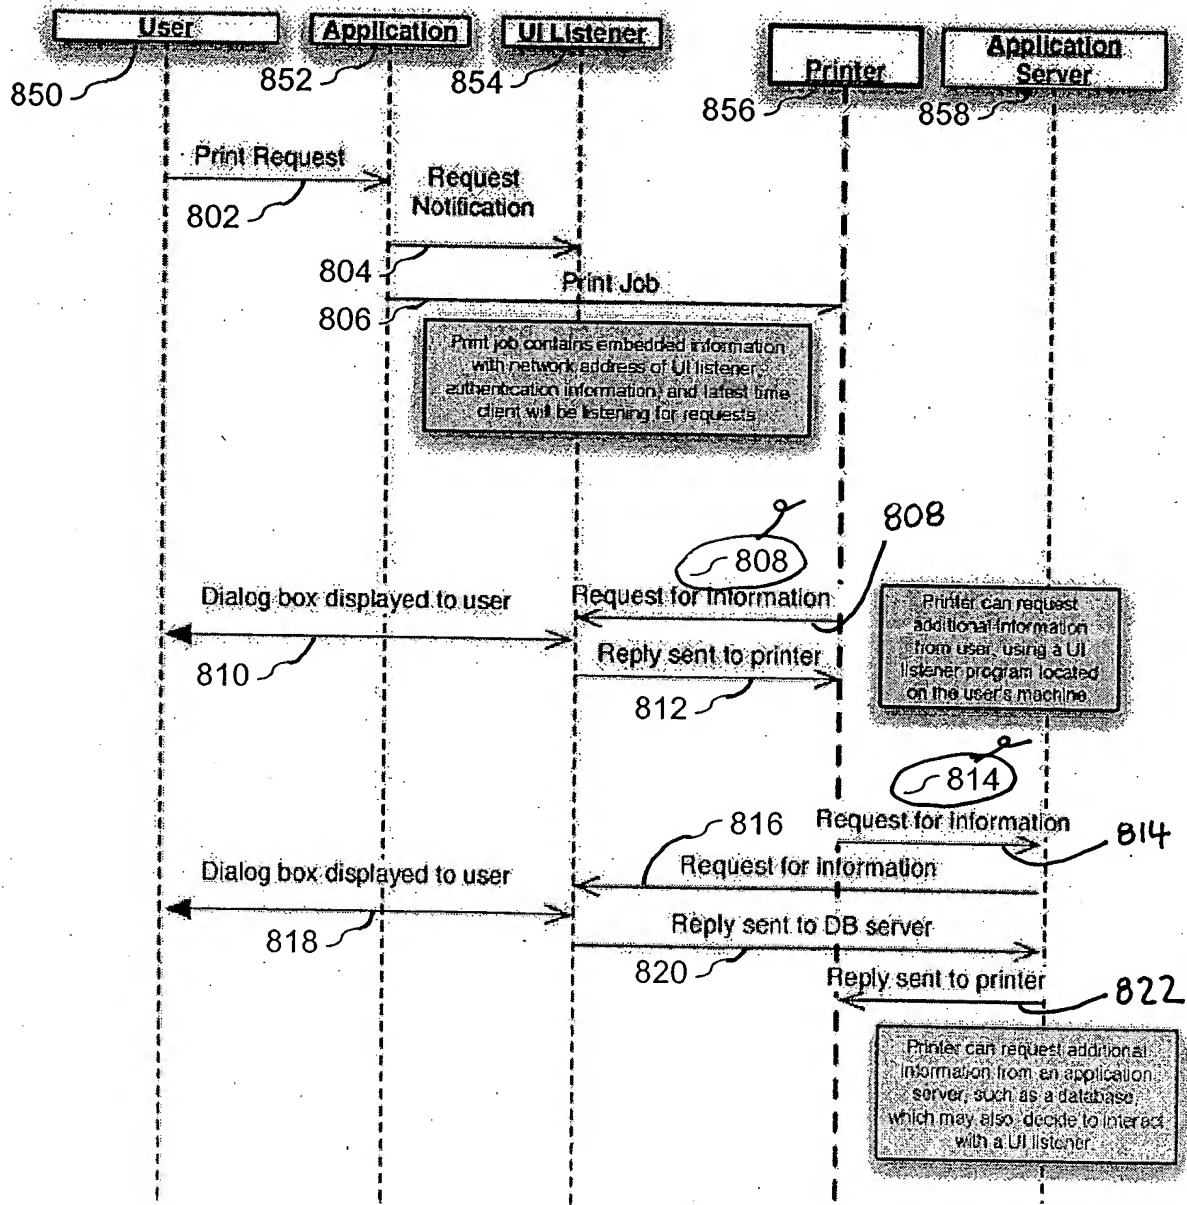 User
Application
UI Listener
Printer
Application
Server
850
852
854
856
858
Print Request
802
Request
Notification
804
Print Job
806
Print job contains embedded information
with network address of UI listener,
authentication information, and latest time
client will be listening for requests
808
808
Request for Information
Dialog box displayed to user
810
Reply sent to printer
812
Printer can request
additional information
from user, using a UI
listener program located
on the user's machine
814
Request for Information
814
816
Request for information
Dialog box displayed to user
818
Reply sent to DB server
820
Reply sent to printer
822
Printer can request additional
information from an application
server, such as a database,
which may also, decide to interact
with a UI listener.